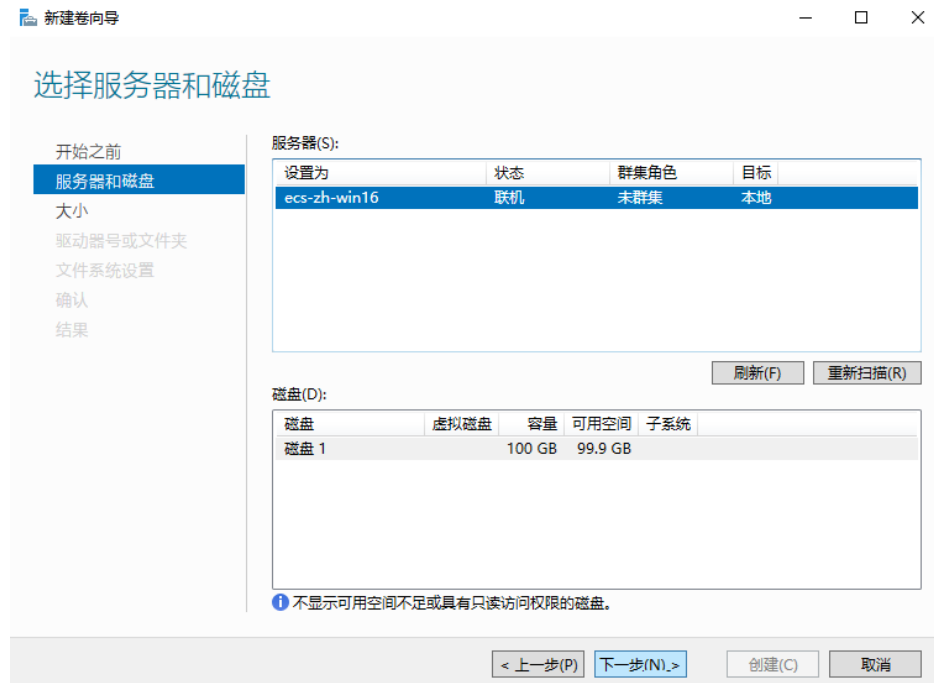 新建卷向导
选择服务器和磁盘
开始之前
服务器和磁盘
大小
驱动器号或文件夹
文件系统设置
确认
结果
服务器(S):
设置为 状态 群集角色 目标
ecs-zh-win16 联机 未群集 本地
刷新(F) 重新扫描(R)
磁盘(D):
磁盘 虚拟磁盘 容量 可用空间 子系统
磁盘 1 100 GB 99.9 GB
不显示可用空间不足或具有只读访问权限的磁盘。
< 上一步(P) 下一步(N) > 创建(C) 取消